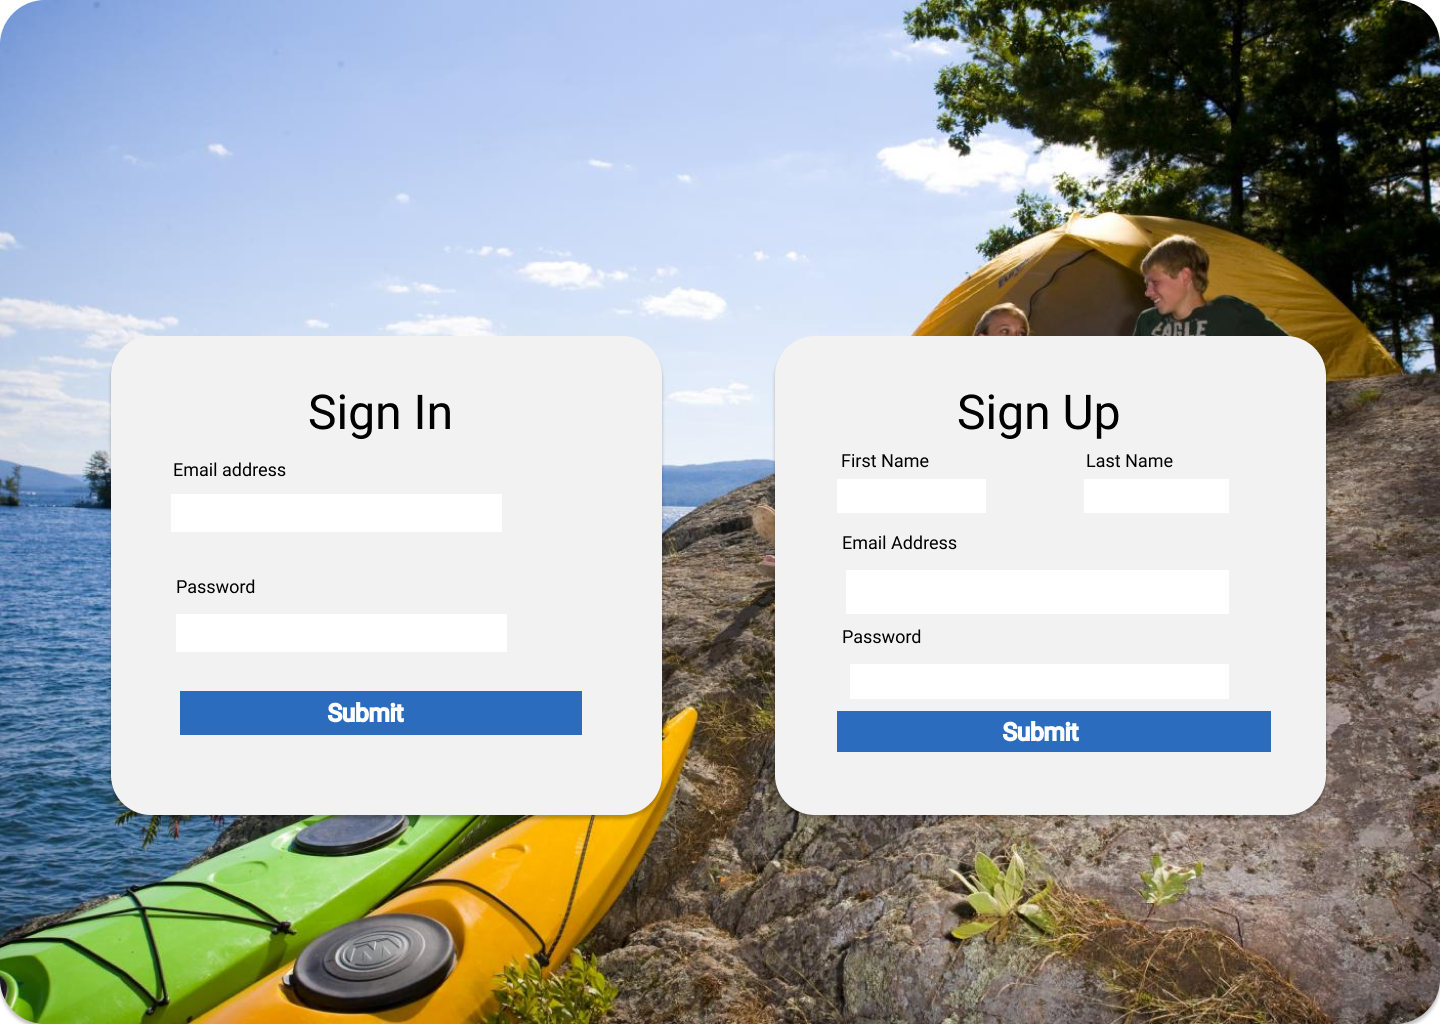 Sign In
Email address
Password
Submit
Sign Up
First Name Last Name
Email Address
Password
Submit
EAGLE